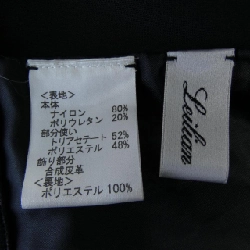 <表地>
本体
ナイロン 80%
ポリウレタン 20%
部分使い
トリアセテート 52%
ポリエステル 48%
飾り部分
合成皮革
<裏地>
ポリエステル 100%
Loilian